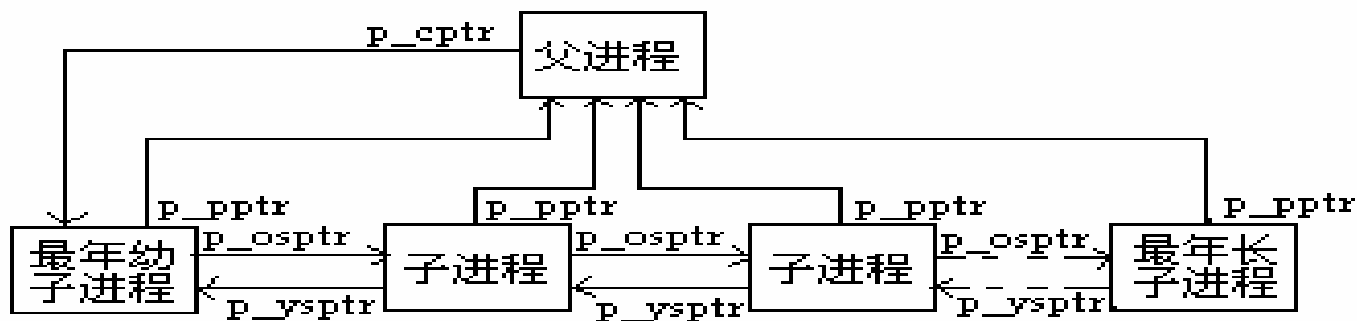 p_cptr
父进程
p_pptr
p_pptr
p_pptr
p_pptr
最年幼
子进程
p_osptr
p_ysptr
子进程
p_osptr
p_ysptr
子进程
p_osptr
p_ysptr
最年长
子进程